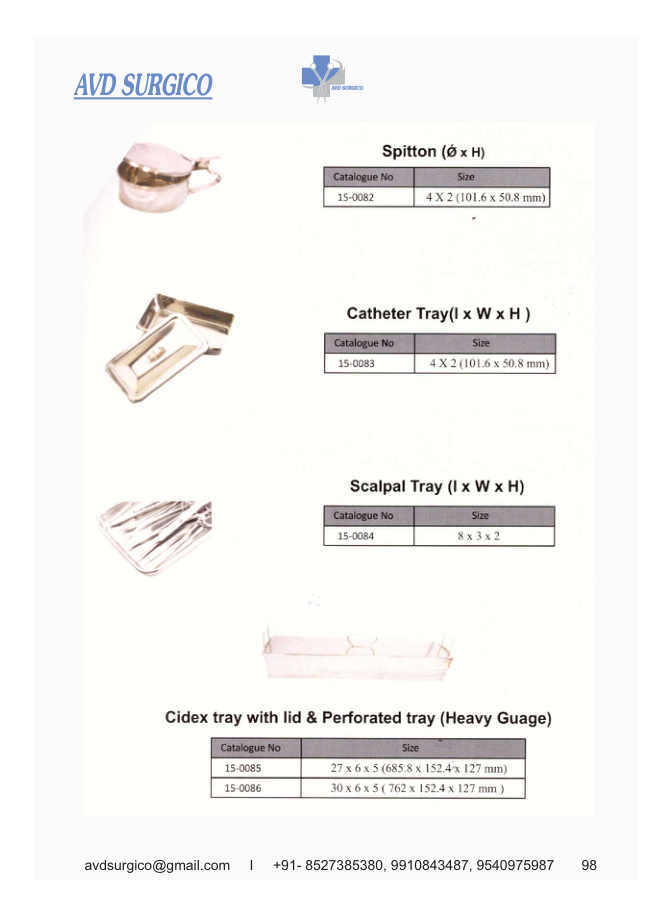 AVD SURGICO
AVD SURGICO
Spitton (Ǿ x H)
Catalogue No Size
15-0082 4 X 2 (101.6 x 50.8 mm)
Catheter Tray(l x W x H )
Catalogue No Size
15-0083 4 X 2 (101.6 x 50.8 mm)
Scalpal Tray (l x W x H)
Catalogue No Size
15-0084 8 x 3 x 2
Cidex tray with lid & Perforated tray (Heavy Guage)
Catalogue No Size
15-0085 27 x 6 x 5 (685.8 x 152.4 x 127 mm)
15-0086 30 x 6 x 5 ( 762 x 152.4 x 127 mm )
avdsurgico@gmail.com I +91- 8527385380, 9910843487, 9540975987 98